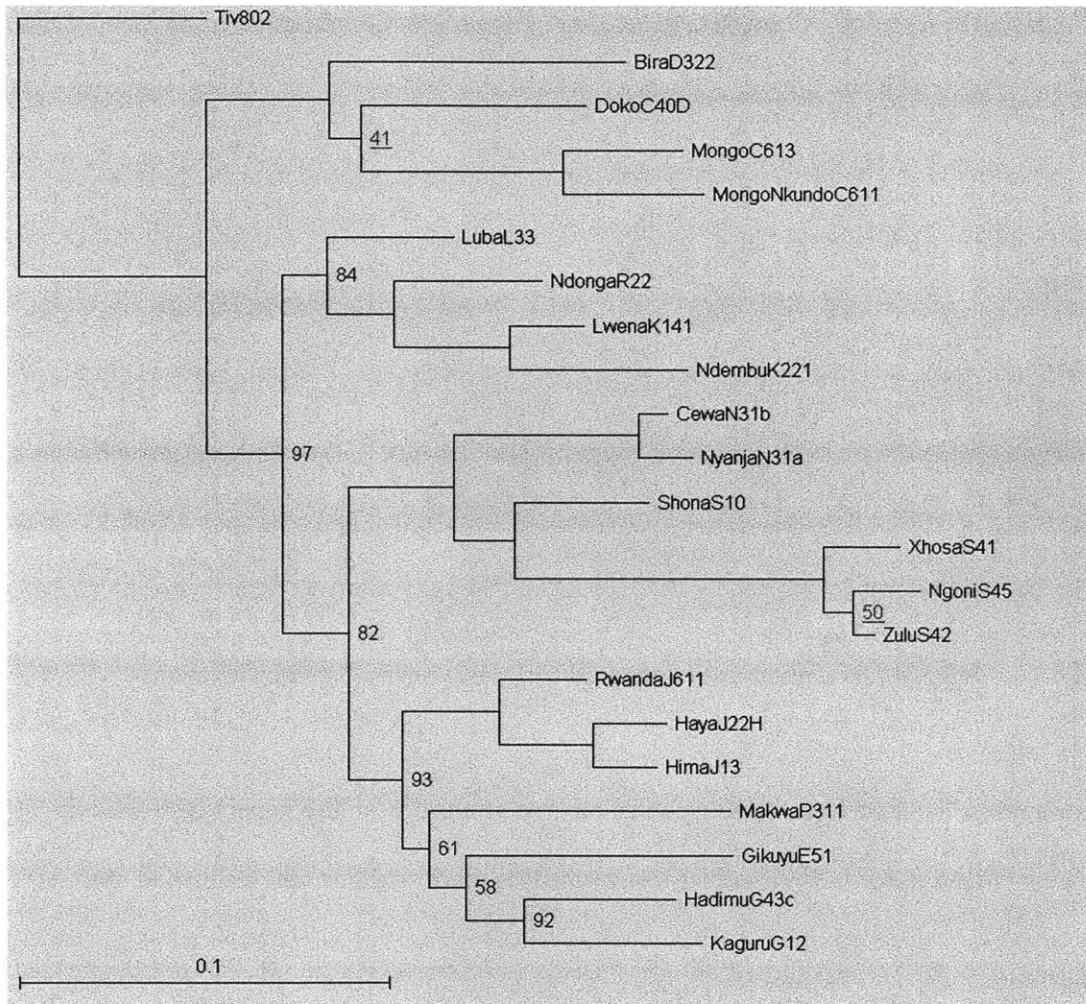 Tiv802
BiraD322
DokoC40D
41
MongoC613
MongoNkundoC611
LubaL33
84
NdongaR22
LwenaK141
NdembuK221
CewaN31b
97
NyanjaN31a
ShonaS10
XhosaS41
NgoniS45
50
82
ZuluS42
RwandaJ611
HayaJ22H
HimaJ13
93
MakwaP311
61
GikuyuE51
58
HadimuG43c
92
KaguruG12
0.1